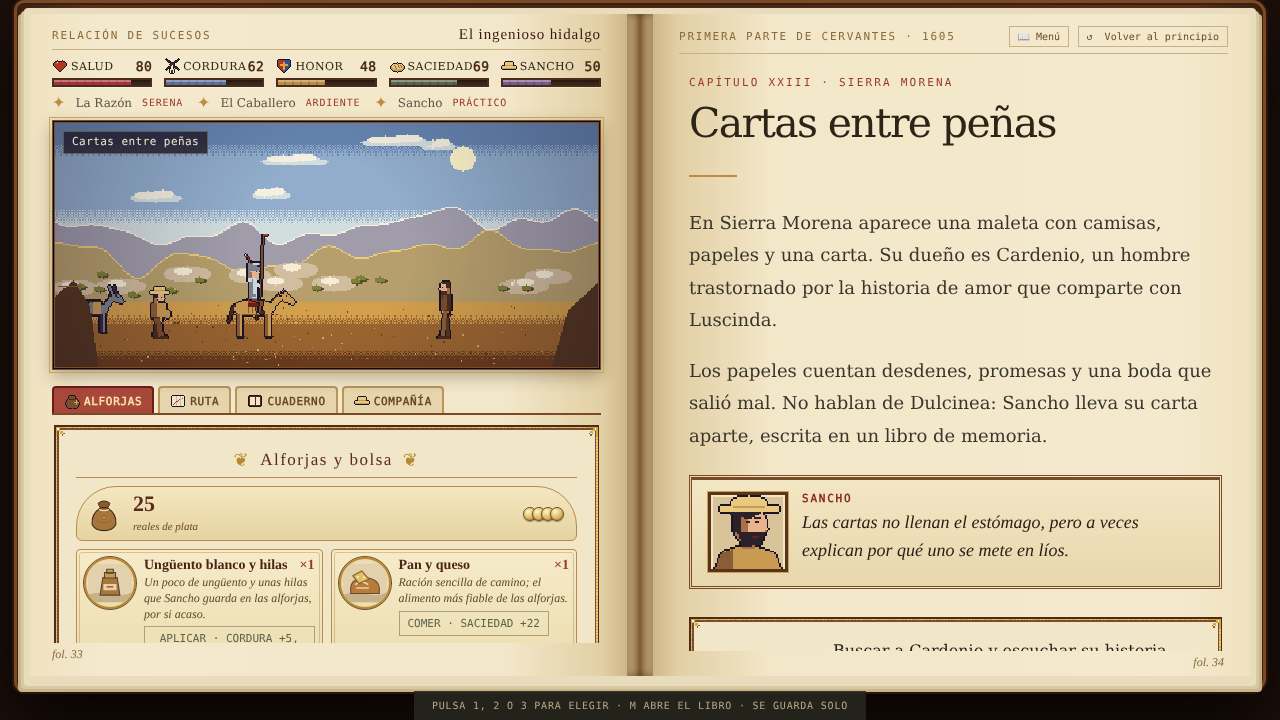 RELACIÓN DE SUCESOS
El ingenioso hidalgo
SALUD 80
CORDURA 62
HONOR 48
SACIEDAD 69
SANCHO 50
La Razón SERENA
El Caballero ARDIENTE
Sancho PRÁCTICO
Cartas entre peñas
ALFORJAS
RUTA
CUADERNO
COMPAÑÍA
Alforjas y bolsa
25
reales de plata
Ungüento blanco y hilas ×1
Un poco de ungüento y unas hilas
que Sancho guarda en las alforjas,
por si acaso.
APLICAR · CORDURA +5,
Pan y queso ×1
Ración sencilla de camino; el
alimento más fiable de las alforjas.
COMER · SACIEDAD +22
fol. 33
PRIMERA PARTE DE CERVANTES · 1605
Menú
↺ Volver al principio
CAPÍTULO XXIII · SIERRA MORENA
Cartas entre peñas
En Sierra Morena aparece una maleta con camisas,
papeles y una carta. Su dueño es Cardenio, un hombre
trastornado por la historia de amor que comparte con
Luscinda.
Los papeles cuentan desdenes, promesas y una boda que
salió mal. No hablan de Dulcinea: Sancho lleva su carta
aparte, escrita en un libro de memoria.
SANCHO
Las cartas no llenan el estómago, pero a veces
explican por qué uno se mete en líos.
Buscar a Cardenio y escuchar su historia
fol. 34
PULSA 1, 2 O 3 PARA ELEGIR · M ABRE EL LIBRO · SE GUARDA SOLO